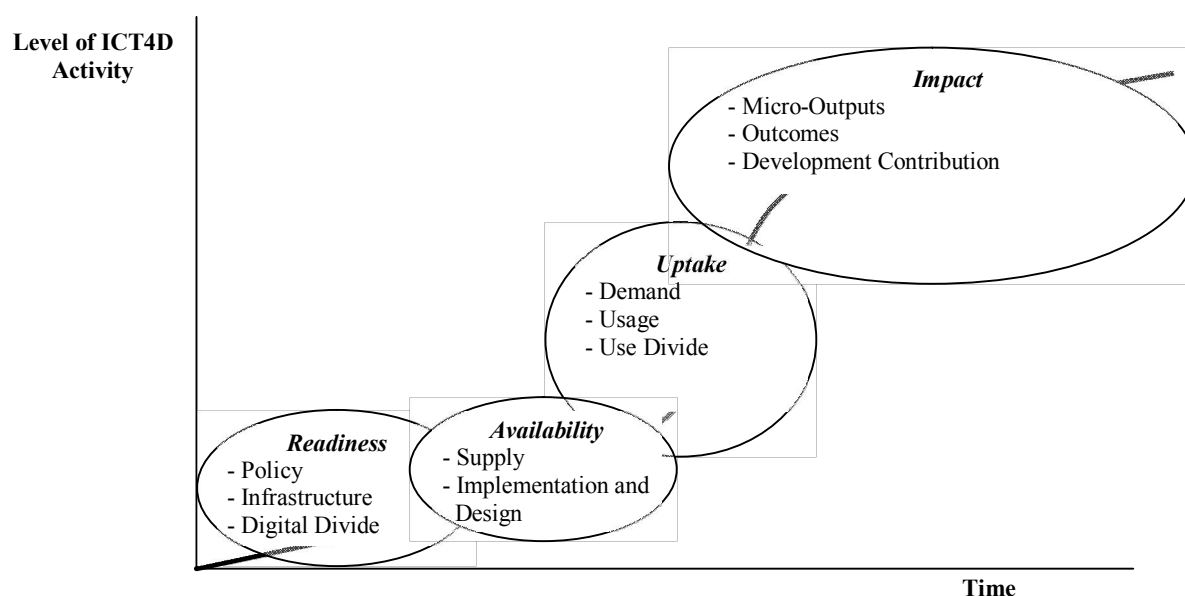 Level of ICT4D
Activity
Impact
- Micro-Outputs
- Outcomes
- Development Contribution
Uptake
- Demand
- Usage
- Use Divide
Readiness
- Policy
- Infrastructure
- Digital Divide
Availability
- Supply
- Implementation and
Design
Time